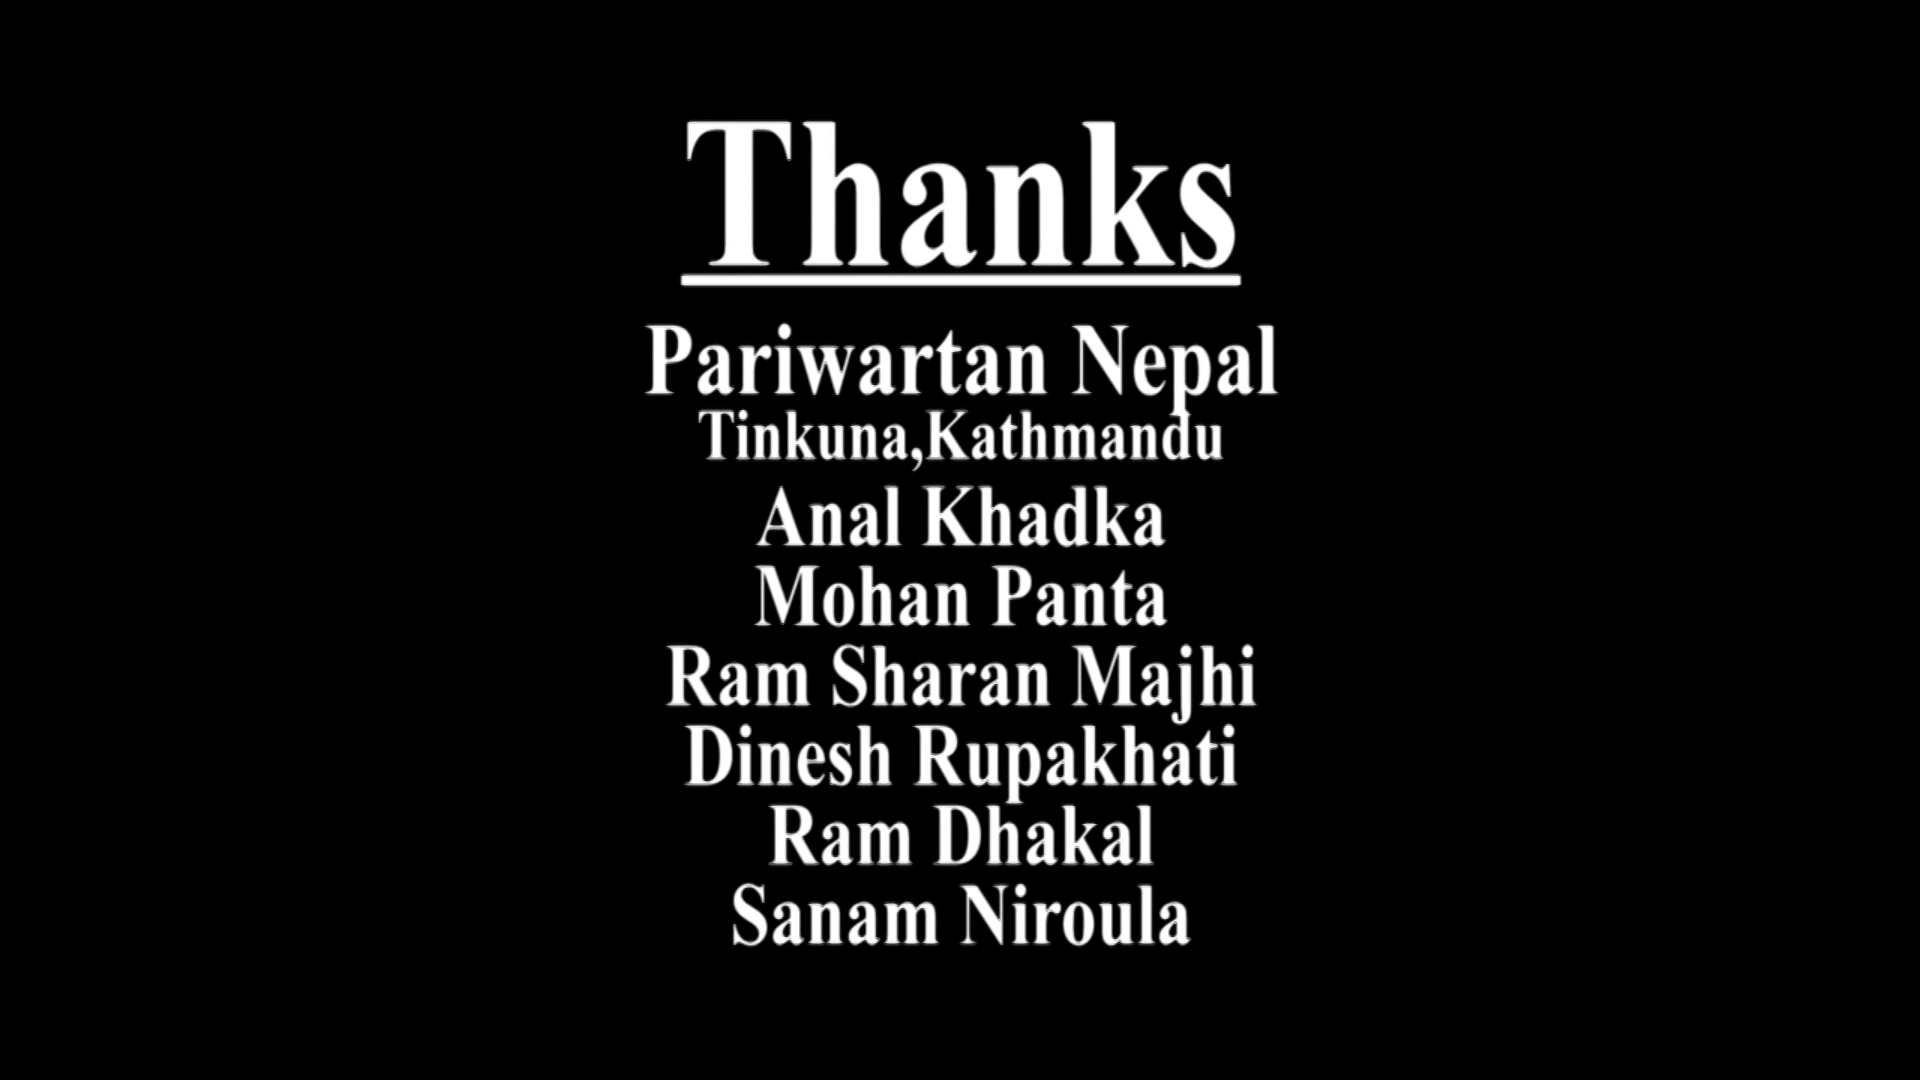 Thanks
Pariwartan Nepal
Tinkuna,Kathmandu
Anal Khadka
Mohan Panta
Ram Sharan Majhi
Dinesh Rupakhati
Ram Dhakal
Sanam Niroula